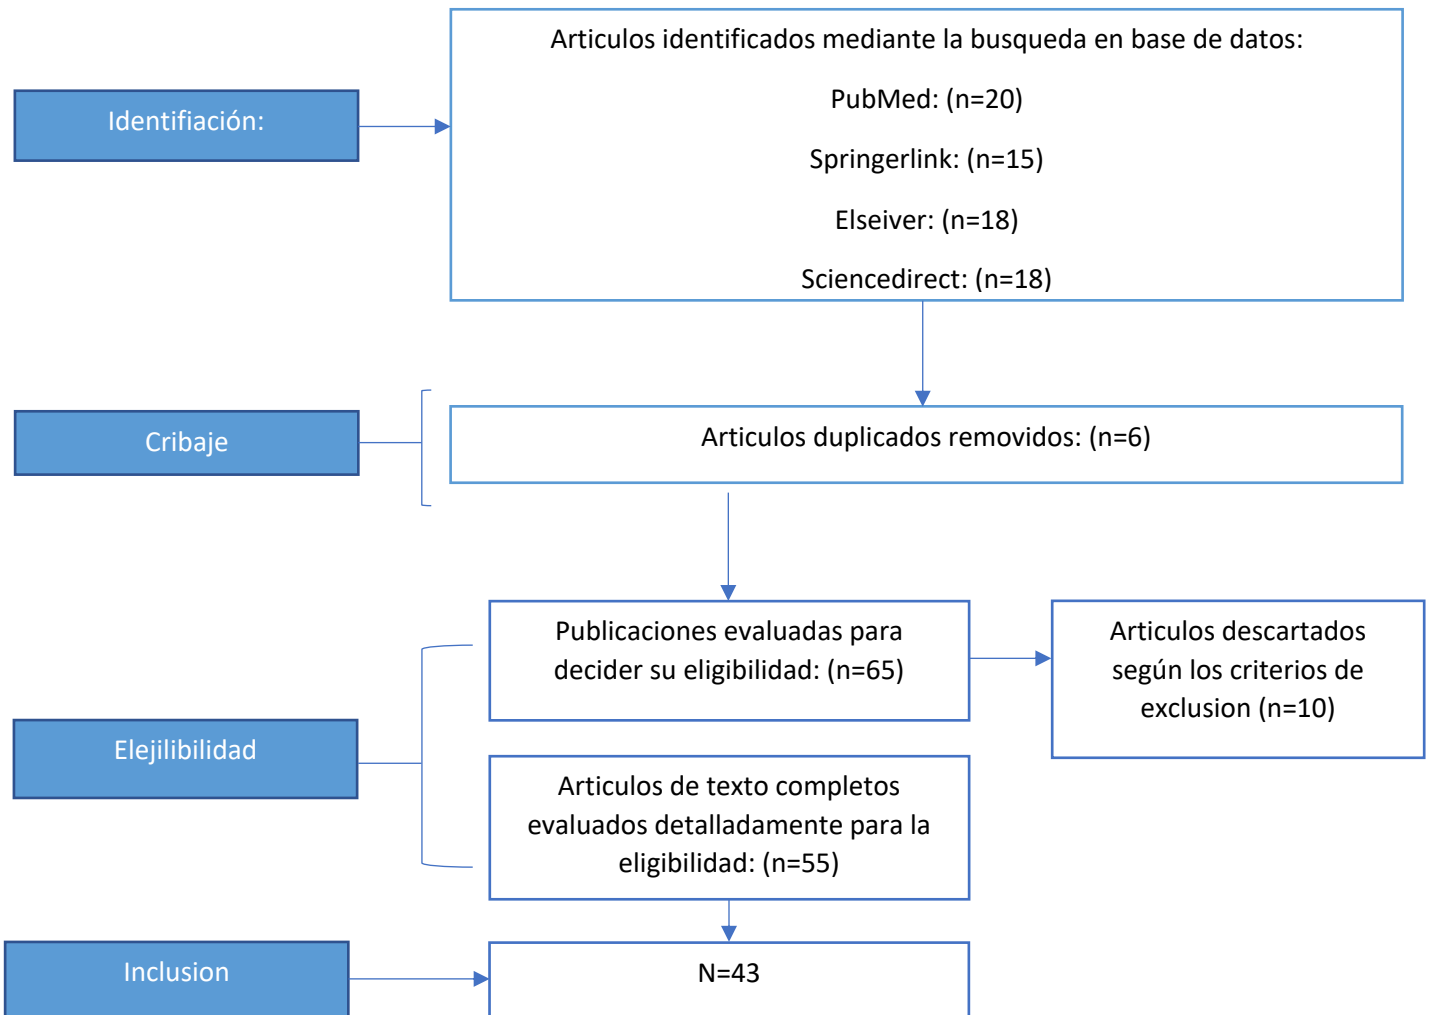 Articulos identificados mediante la busqueda en base de datos:
PubMed: (n=20)
Identifiación:
Springerlink: (n=15)
Elseiver: (n=18)
Sciencedirect: (n=18)
Cribaje
Articulos duplicados removidos: (n=6)
Publicaciones evaluadas para
decider su eligibilidad: (n=65)
Articulos descartados
según los criterios de
exclusion (n=10)
Elejilibilidad
Articulos de texto completos
evaluados detalladamente para la
eligibilidad: (n=55)
Inclusion
N=43